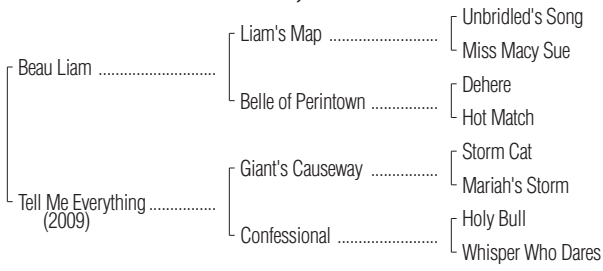 Unbridled's Song
Liam's Map ....................
Miss Macy Sue
Beau Liam ...........................
Dehere
Belle of Perintown ................
Hot Match
Storm Cat
Giant's Causeway ................
Mariah's Storm
Tell Me Everything ................
(2009)
Holy Bull
Confessional ........................
Whisper Who Dares